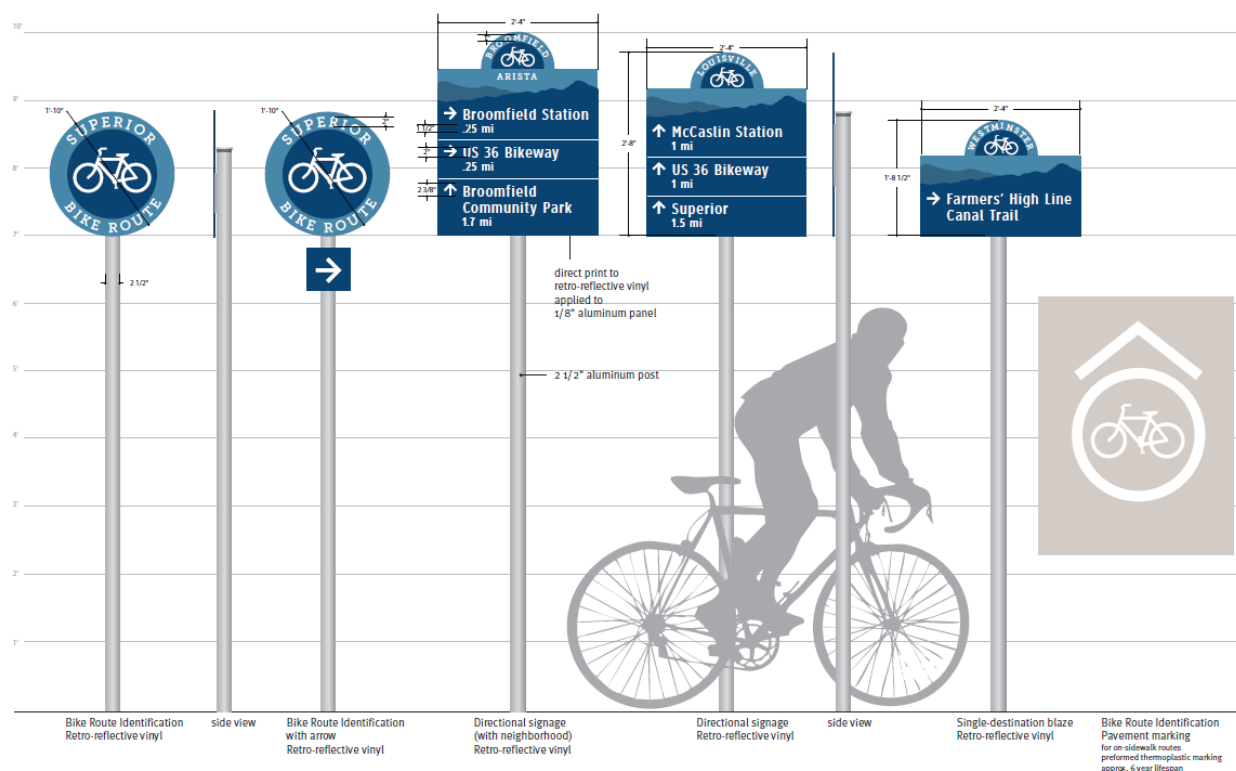 10'
9'
8'
7'
6'
5'
4'
3'
2'
1'
1'-10"
SUPERIOR
BIKE ROUTE
2 1/2"
1'-10"
2"
SUPERIOR
BIKE ROUTE
2'-4"
BROOMFIELD
ARISTA
1 1/2"
2"
2 3/8"
Broomfield Station
.25 mi
US 36 Bikeway
.25 mi
Broomfield
Community Park
1.7 mi
direct print to
retro-reflective vinyl
applied to
1/8" aluminum panel
2 1/2" aluminum post
2'-4"
2'-8"
LOUISVILLE
McCaslin Station
1 mi
US 36 Bikeway
1 mi
Superior
1.5 mi
2'-4"
1'-8 1/2"
WESTMINSTER
Farmers' High Line
Canal Trail
Bike Route Identification
Retro-reflective vinyl
side view
Bike Route Identification
with arrow
Retro-reflective vinyl
Directional signage
(with neighborhood)
Retro-reflective vinyl
Directional signage
Retro-reflective vinyl
side view
Single-destination blaze
Retro-reflective vinyl
Bike Route Identification
Pavement marking
for on-sidewalk routes
preformed thermoplastic marking
approx. 6 year lifespan